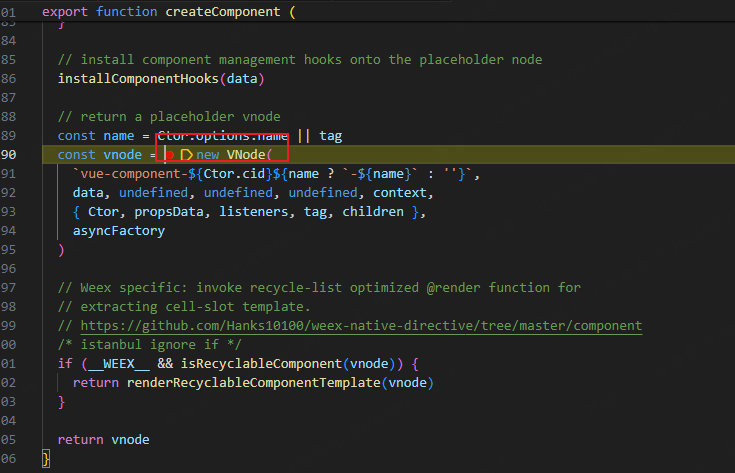 01 export function createComponent (
83 }
84
85 // install component management hooks onto the placeholder node
86 installComponentHooks(data)
87
88 // return a placeholder vnode
89 const name = Ctor.options.name || tag
90 const vnode = new VNode(
91 `vue-component-${Ctor.cid}${name ? `-${name}` : ''}`,
92 data, undefined, undefined, undefined, context,
93 { Ctor, propsData, listeners, tag, children },
94 asyncFactory
95 )
96
97 // Weex specific: invoke recycle-list optimized @render function for
98 // extracting cell-slot template.
99 // https://github.com/Hanks10100/weex-native-directive/tree/master/component
00 /* istanbul ignore if */
01 if (__WEEX__ && isRecyclableComponent(vnode)) {
02 return renderRecyclableComponentTemplate(vnode)
03 }
04
05 return vnode
06 }